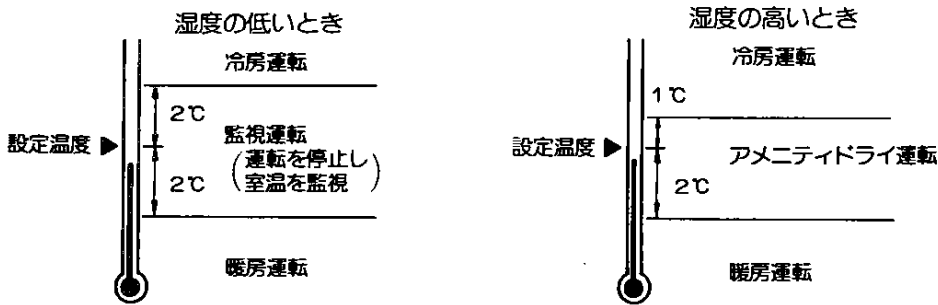 湿度の低いとき
冷房運転
2℃
設定温度▶
監視運転
(運転を停止し
室温を監視)
2℃
暖房運転
湿度の高いとき
冷房運転
1℃
設定温度▶
アメニティドライ運転
2℃
暖房運転